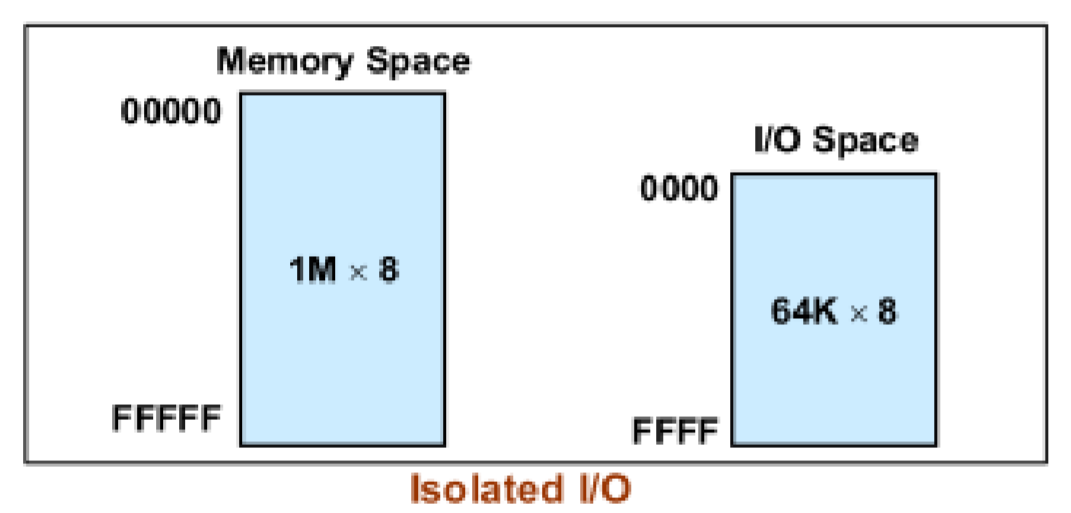 Memory Space
00000
I/O Space
0000
1M × 8
64K × 8
FFFFF
FFFF
Isolated I/O